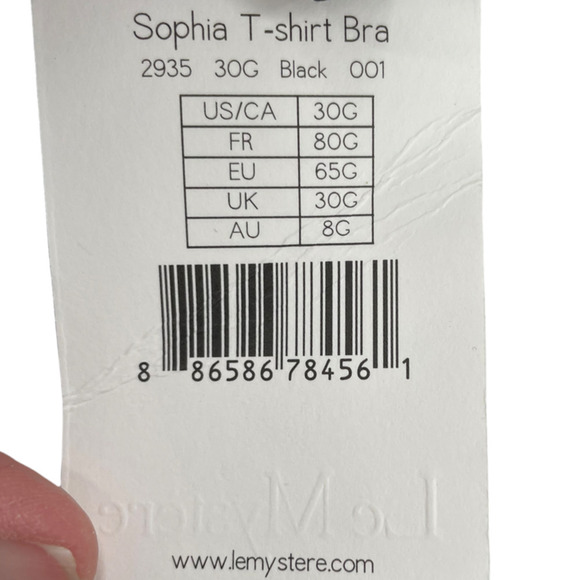 Sophia T-shirt Bra
2935 30G Black 001
US/CA 30G
FR 80G
EU 65G
UK 30G
AU 8G
8 86586 78456 1
Le Mystere
www.lemystere.com